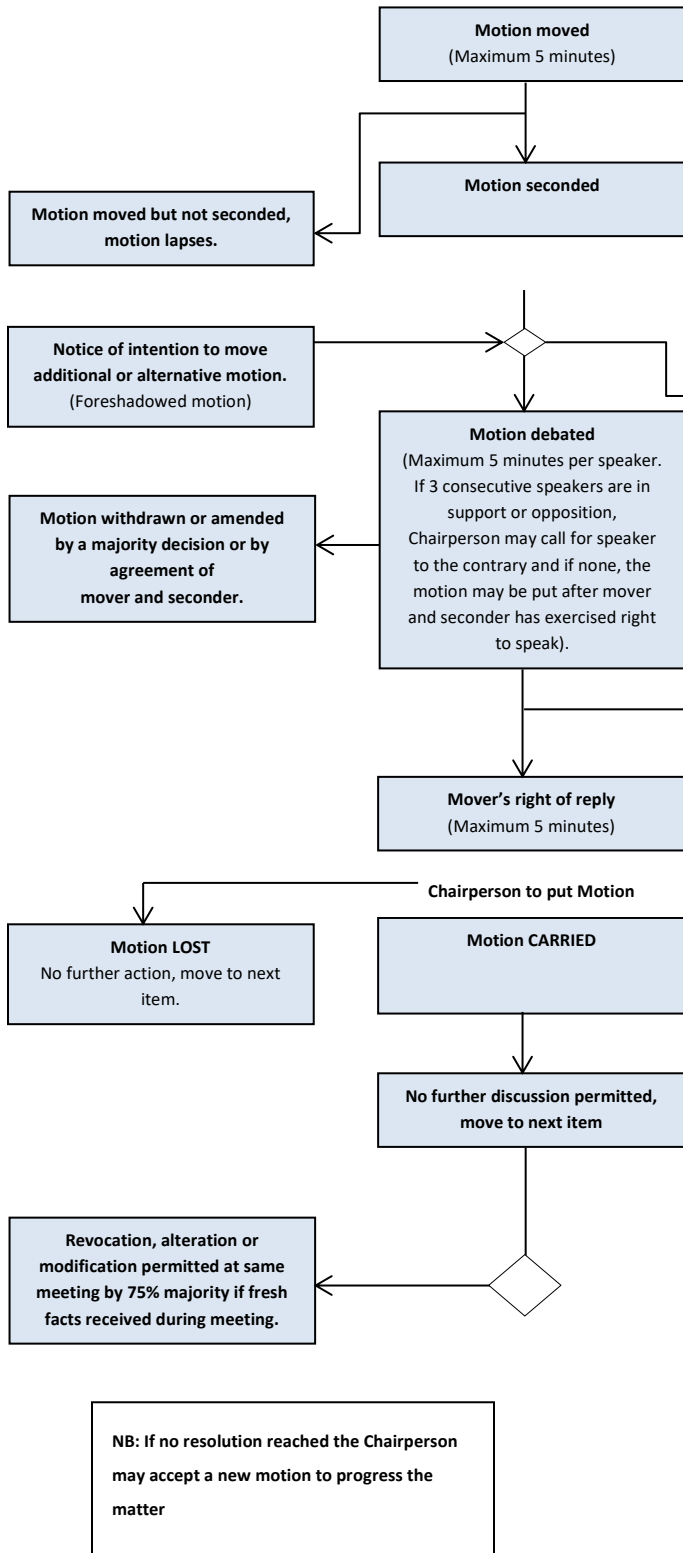 Motion moved
(Maximum 5 minutes)
Motion seconded
Motion moved but not seconded,
motion lapses.
Notice of intention to move
additional or alternative motion.
(Foreshadowed motion)
Motion debated
(Maximum 5 minutes per speaker.
If 3 consecutive speakers are in
support or opposition,
Chairperson may call for speaker
to the contrary and if none, the
motion may be put after mover
and seconder has exercised right
to speak).
Motion withdrawn or amended
by a majority decision or by
agreement of
mover and seconder.
Mover’s right of reply
(Maximum 5 minutes)
Chairperson to put Motion
Motion LOST
No further action, move to next
item.
Motion CARRIED
No further discussion permitted,
move to next item
Revocation, alteration or
modification permitted at same
meeting by 75% majority if fresh
facts received during meeting.
NB: If no resolution reached the Chairperson
may accept a new motion to progress the
matter